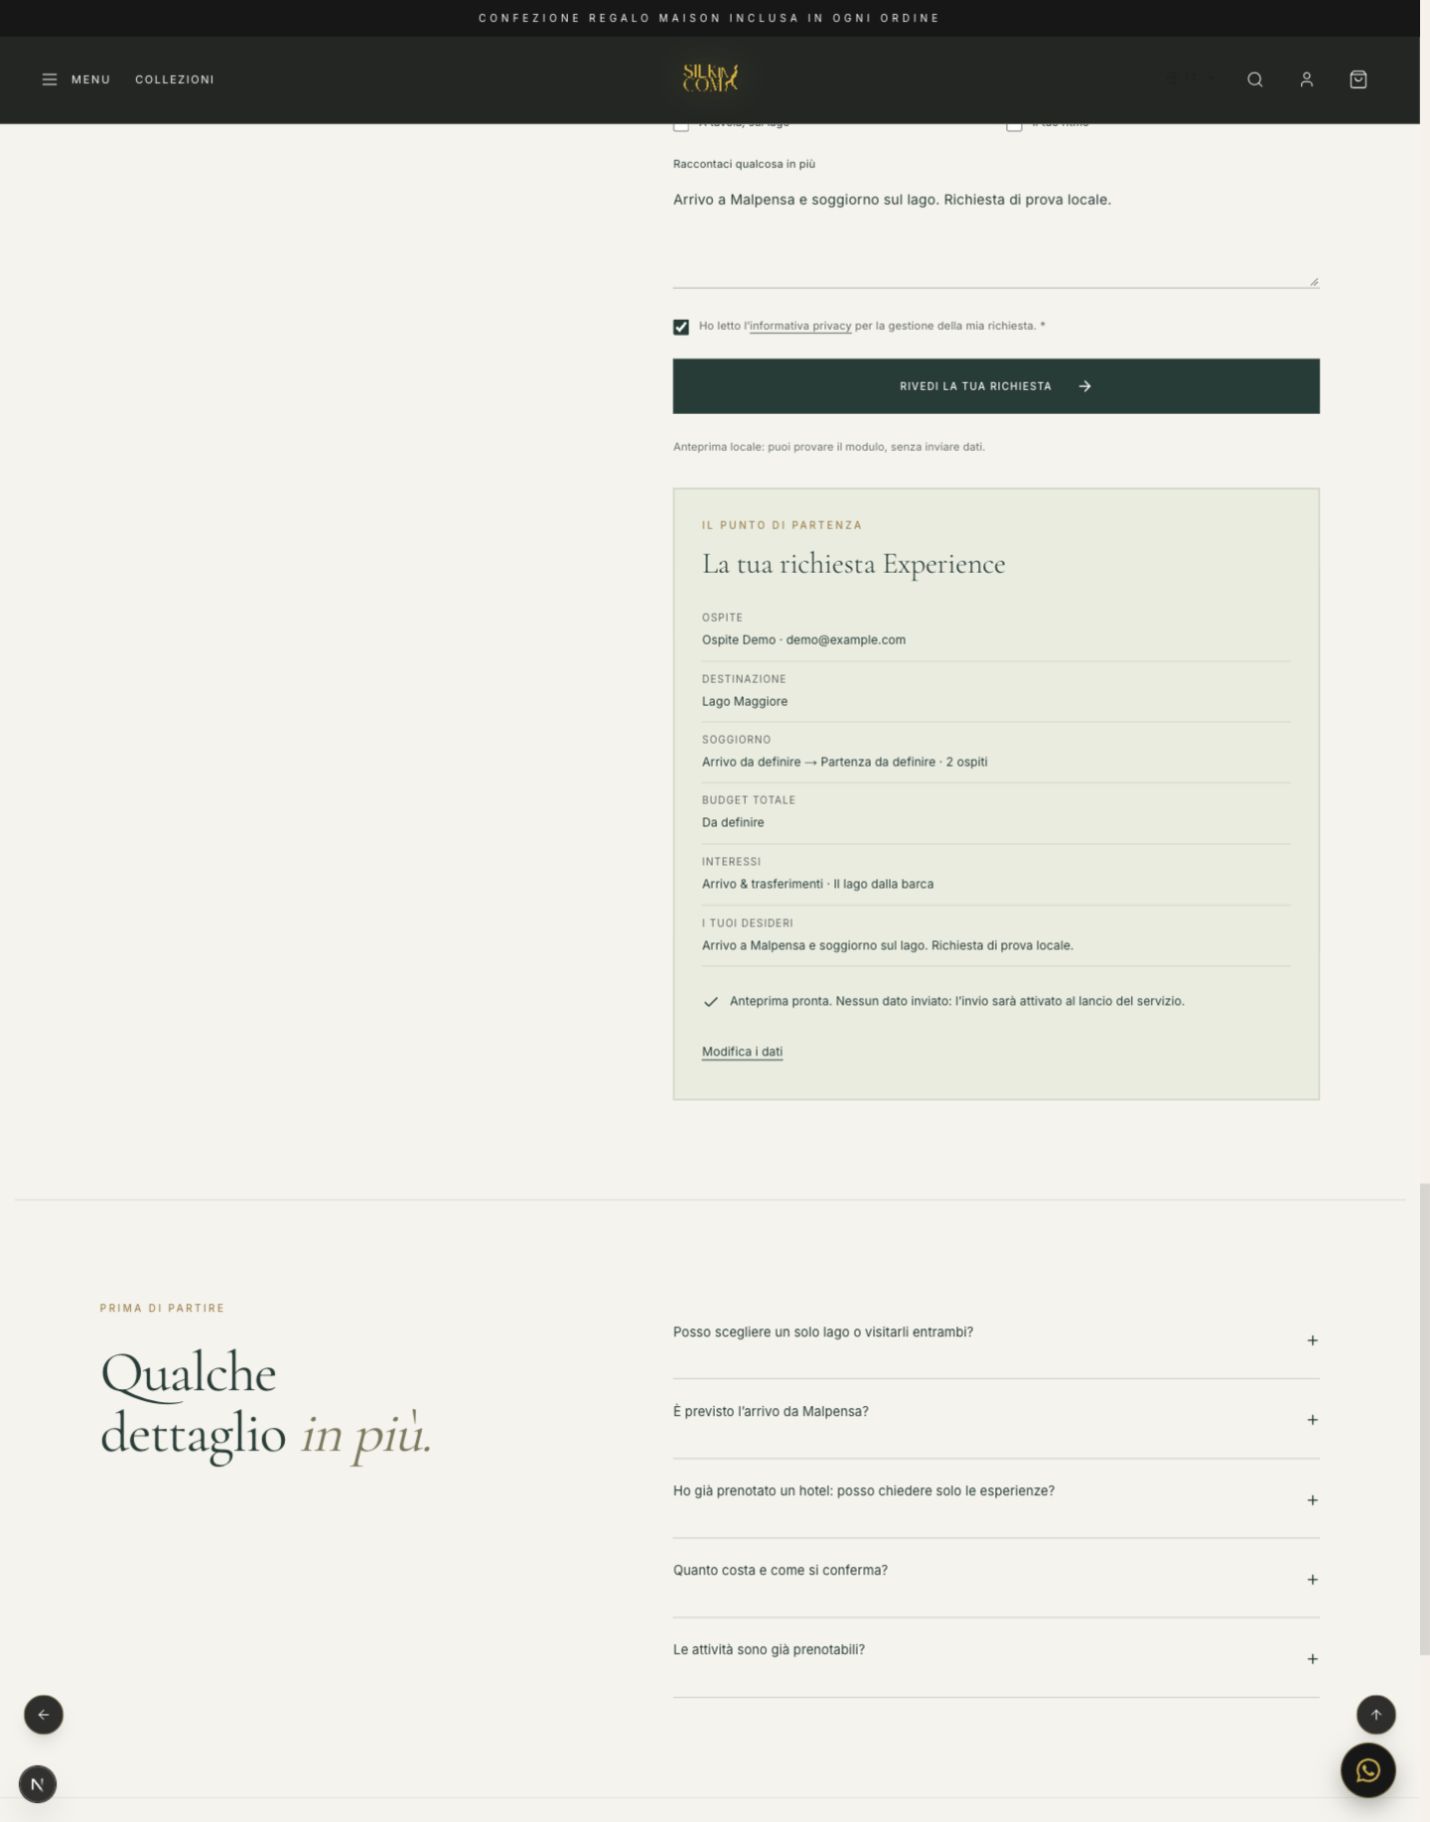 CONFEZIONE REGALO MAISON INCLUSA IN OGNI ORDINE
MENU
COLLEZIONI
SILKIN
COMO
Raccontaci qualcosa in più
Arrivo a Malpensa e soggiorno sul lago. Richiesta di prova locale.
Ho letto l'informativa privacy per la gestione della mia richiesta. *
RIVEDI LA TUA RICHIESTA
Anteprima locale: puoi provare il modulo, senza inviare dati.
IL PUNTO DI PARTENZA
La tua richiesta Experience
OSPITE
Ospite Demo · demo@example.com
DESTINAZIONE
Lago Maggiore
SOGGIORNO
Arrivo da definire → Partenza da definire · 2 ospiti
BUDGET TOTALE
Da definire
INTERESSI
Arrivo & trasferimenti · Il lago dalla barca
I TUOI DESIDERI
Arrivo a Malpensa e soggiorno sul lago. Richiesta di prova locale.
Anteprima pronta. Nessun dato inviato: l'invio sarà attivato al lancio del servizio.
Modifica i dati
PRIMA DI PARTIRE
Qualche
dettaglio in più.
Posso scegliere un solo lago o visitarli entrambi?
È previsto l'arrivo da Malpensa?
Ho già prenotato un hotel: posso chiedere solo le esperienze?
Quanto costa e come si conferma?
Le attività sono già prenotabili?
N